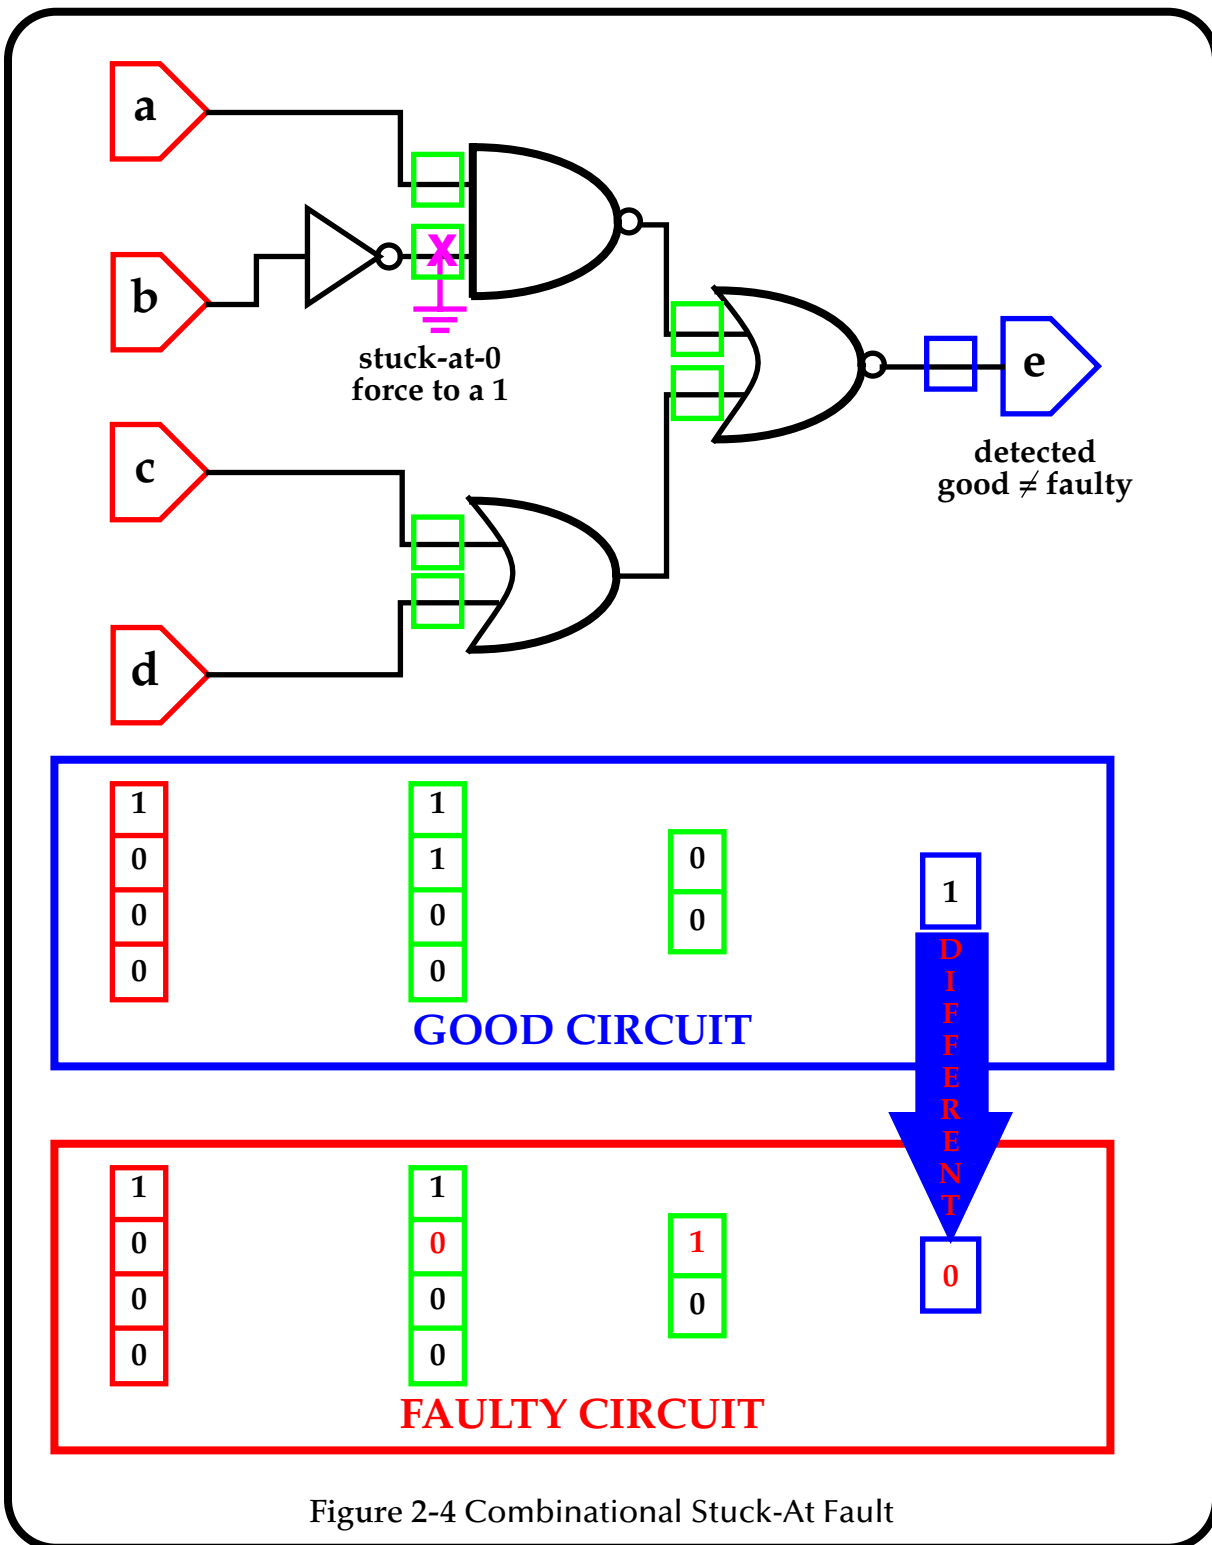 a
b
stuck-at-0
force to a 1
e
detected
good ≠ faulty
c
d
1
0
0
0
1
1
0
0
0
0
1
DIFFERENT
GOOD CIRCUIT
1
0
0
0
1
0
0
0
1
0
0
FAULTY CIRCUIT
Figure 2-4 Combinational Stuck-At Fault